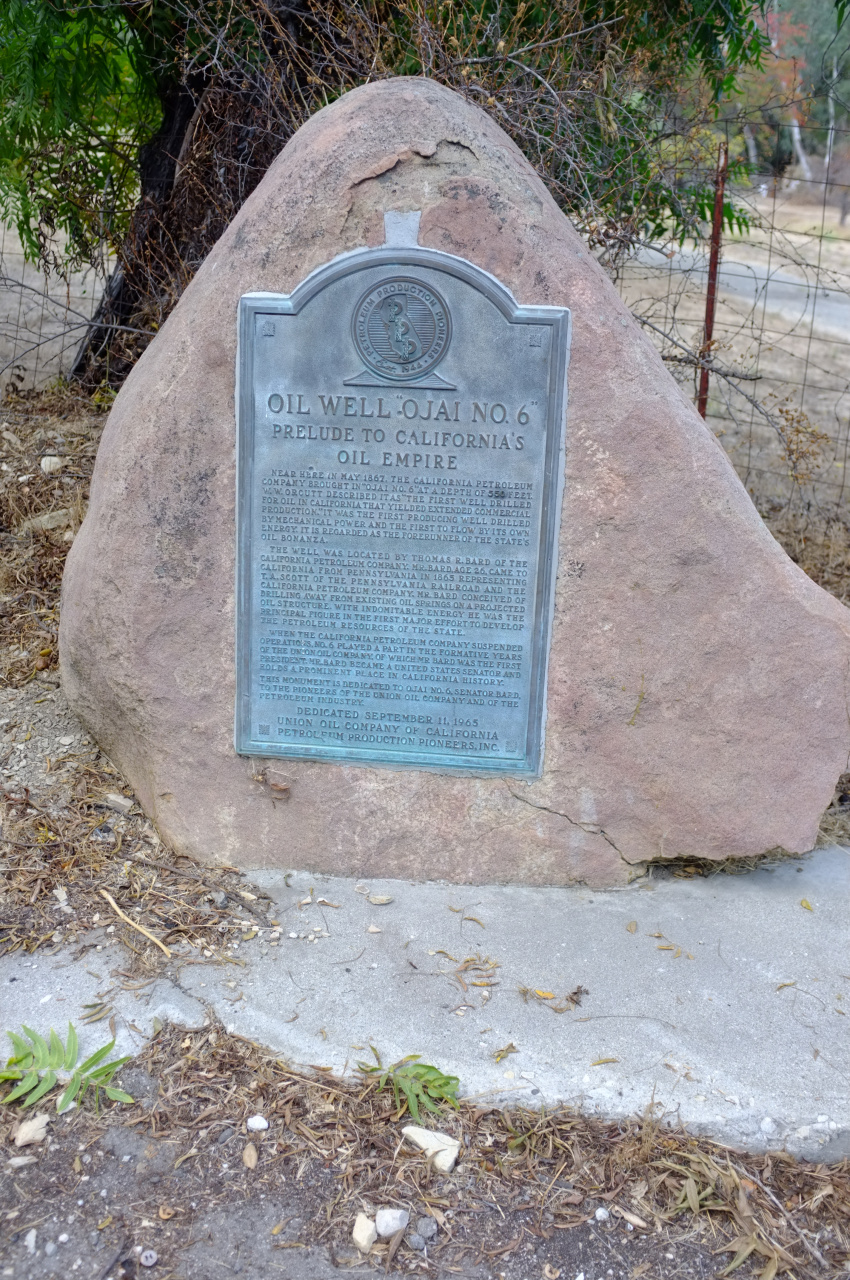 PETROLEUM PRODUCTION PIONEERS
EST. 1944
OIL WELL "OJAI NO. 6"
PRELUDE TO CALIFORNIA'S
OIL EMPIRE
NEAR HERE IN MAY 1867, THE CALIFORNIA PETROLEUM
COMPANY BROUGHT IN "OJAI NO. 6" AT A DEPTH OF FEET.
W.W. ORCUTT DESCRIBED IT AS "THE FIRST WELL DRILLED
FOR OIL IN CALIFORNIA THAT YIELDED EXTENDED COMMERCIAL
PRODUCTION." IT WAS THE FIRST PRODUCING WELL DRILLED
BY MECHANICAL POWER AND THE FIRST TO FLOW BY ITS OWN
ENERGY. IT IS REGARDED AS THE FORERUNNER OF THE STATE'S
OIL BONANZA.
THE WELL WAS LOCATED BY THOMAS R. BARD OF THE
CALIFORNIA PETROLEUM COMPANY. MR. BARD, AGE 26, CAME TO
CALIFORNIA FROM PENNSYLVANIA IN 1865 REPRESENTING
T.A. SCOTT OF THE PENNSYLVANIA RAILROAD AND THE
CALIFORNIA PETROLEUM COMPANY. MR. BARD CONCEIVED OF
DRILLING AWAY FROM EXISTING OIL SPRINGS ON A PROJECTED
OIL STRUCTURE. WITH INDOMITABLE ENERGY HE WAS THE
PRINCIPAL FIGURE IN THE FIRST MAJOR EFFORT TO DEVELOP
THE PETROLEUM RESOURCES OF THE STATE.
WHEN THE CALIFORNIA PETROLEUM COMPANY SUSPENDED
OPERATIONS, NO. 6 PLAYED A PART IN THE FORMATIVE YEARS
OF THE UNION OIL COMPANY, OF WHICH MR. BARD WAS THE FIRST
PRESIDENT. MR. BARD BECAME A UNITED STATES SENATOR AND
HOLDS A PROMINENT PLACE IN CALIFORNIA HISTORY.
THIS MONUMENT IS DEDICATED TO OJAI NO. 6, SENATOR BARD,
TO THE PIONEERS OF THE UNION OIL COMPANY AND OF THE
PETROLEUM INDUSTRY.
DEDICATED SEPTEMBER 11, 1965
UNION OIL COMPANY OF CALIFORNIA
PETROLEUM PRODUCTION PIONEERS, INC.